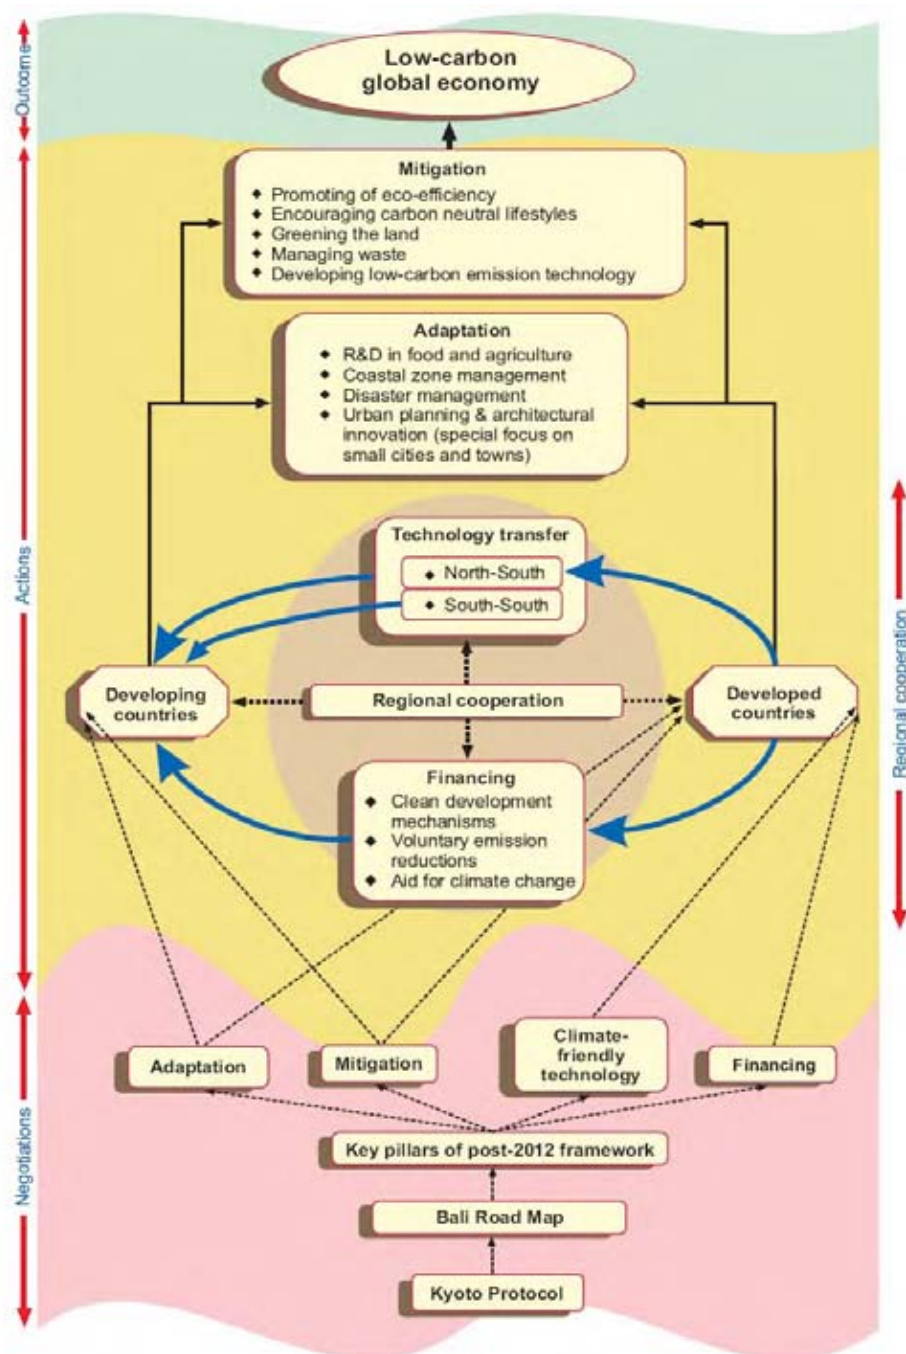 Outcome
Low-carbon
global economy
Mitigation
◆ Promoting of eco-efficiency
◆ Encouraging carbon neutral lifestyles
◆ Greening the land
◆ Managing waste
◆ Developing low-carbon emission technology
Adaptation
◆ R&D in food and agriculture
◆ Coastal zone management
◆ Disaster management
◆ Urban planning & architectural
innovation (special focus on
small cities and towns)
Actions
Technology transfer
◆ North-South
◆ South-South
Developing
countries
Regional cooperation
Developed
countries
Regional cooperation
Financing
◆ Clean development
mechanisms
◆ Voluntary emission
reductions
◆ Aid for climate change
Negotiations
Adaptation
Mitigation
Climate-
friendly
technology
Financing
Key pillars of post-2012 framework
Bali Road Map
Kyoto Protocol